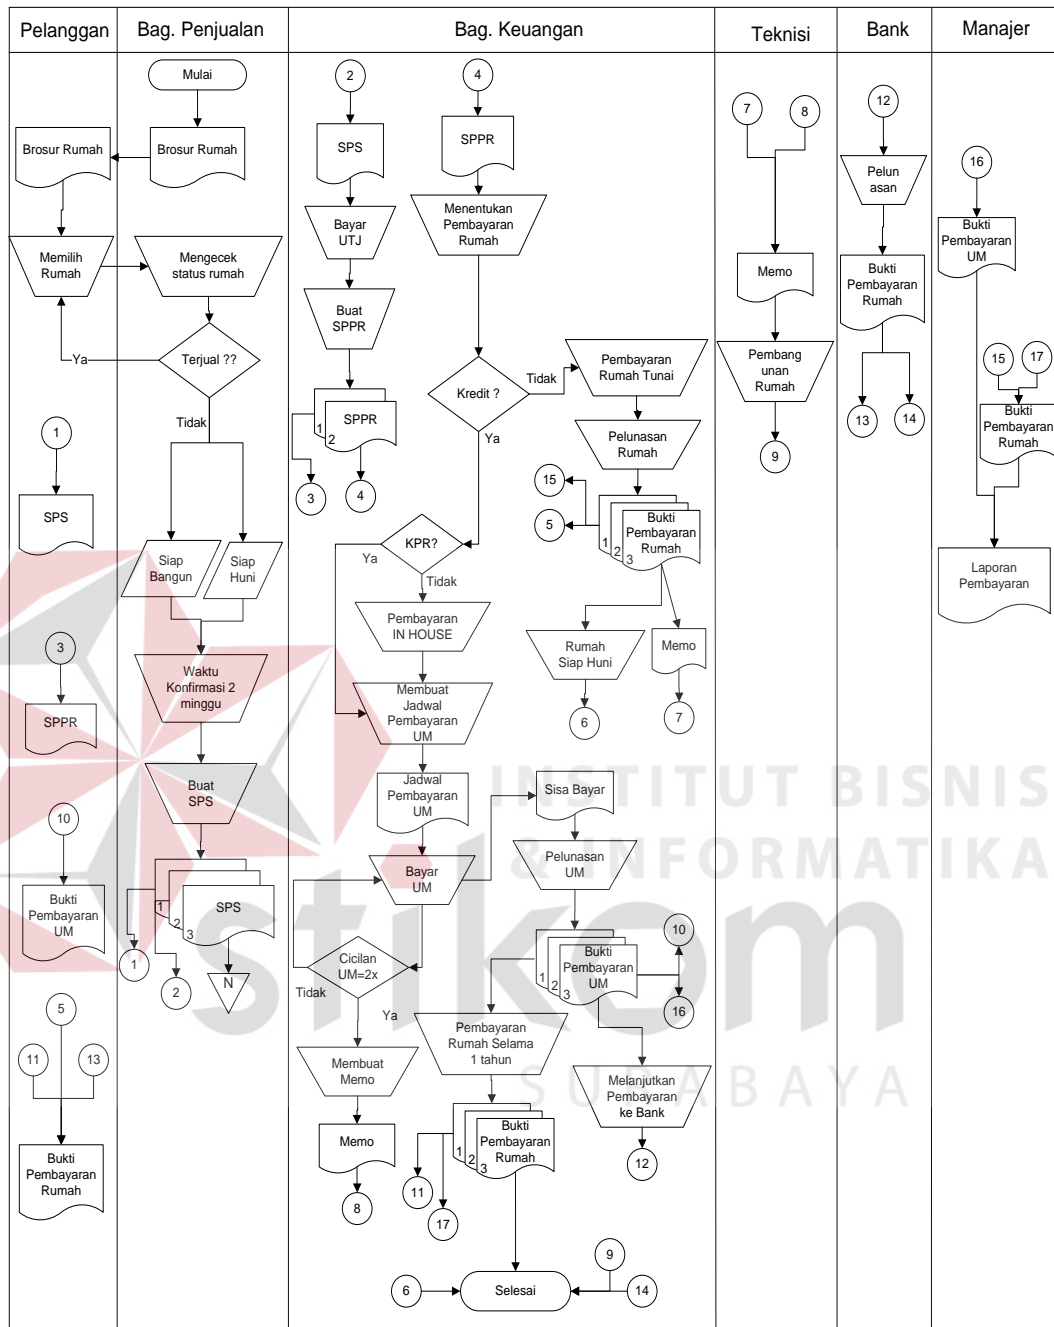 Pelanggan
Bag. Penjualan
Bag. Keuangan
Teknisi
Bank
Manajer
Mulai
Brosur Rumah
Brosur Rumah
Memilih
Rumah
Mengecek
status rumah
Terjual ??
Ya
Tidak
1
SPS
Siap
Bangun
Siap
Huni
3
SPPR
Waktu
Konfirmasi 2
minggu
Buat
SPS
10
Bukti
Pembayaran
UM
1
2
3
SPS
1
2
N
5
11
13
Bukti
Pembayaran
Rumah
2
SPS
Bayar
UTJ
Buat
SPPR
1
2
SPPR
3
4
4
SPPR
Menentukan
Pembayaran
Rumah
Kredit ?
Tidak
Ya
Pembayaran
Rumah Tunai
Pelunasan
Rumah
15
5
1
2
3
Bukti
Pembayaran
Rumah
KPR?
Ya
Tidak
Pembayaran
IN HOUSE
Rumah
Siap Huni
Memo
6
7
Membuat
Jadwal
Pembayaran
UM
Jadwal
Pembayaran
UM
Sisa Bayar
Bayar
UM
Pelunasan
UM
Cicilan
UM=2x
Tidak
Ya
1
2
3
Bukti
Pembayaran
UM
10
16
Membuat
Memo
Pembayaran
Rumah Selama
1 tahun
Melanjutkan
Pembayaran
ke Bank
Memo
8
1
2
3
Bukti
Pembayaran
Rumah
11
17
12
6
Selesai
9
14
7
8
Memo
Pembang
unan
Rumah
9
12
Pelun
asan
Bukti
Pembayaran
Rumah
13
14
16
Bukti
Pembayaran
UM
15
17
Bukti
Pembayaran
Rumah
Laporan
Pembayaran
INSTITUT BISNIS
& INFORMATIKA
stikom
SURABAYA